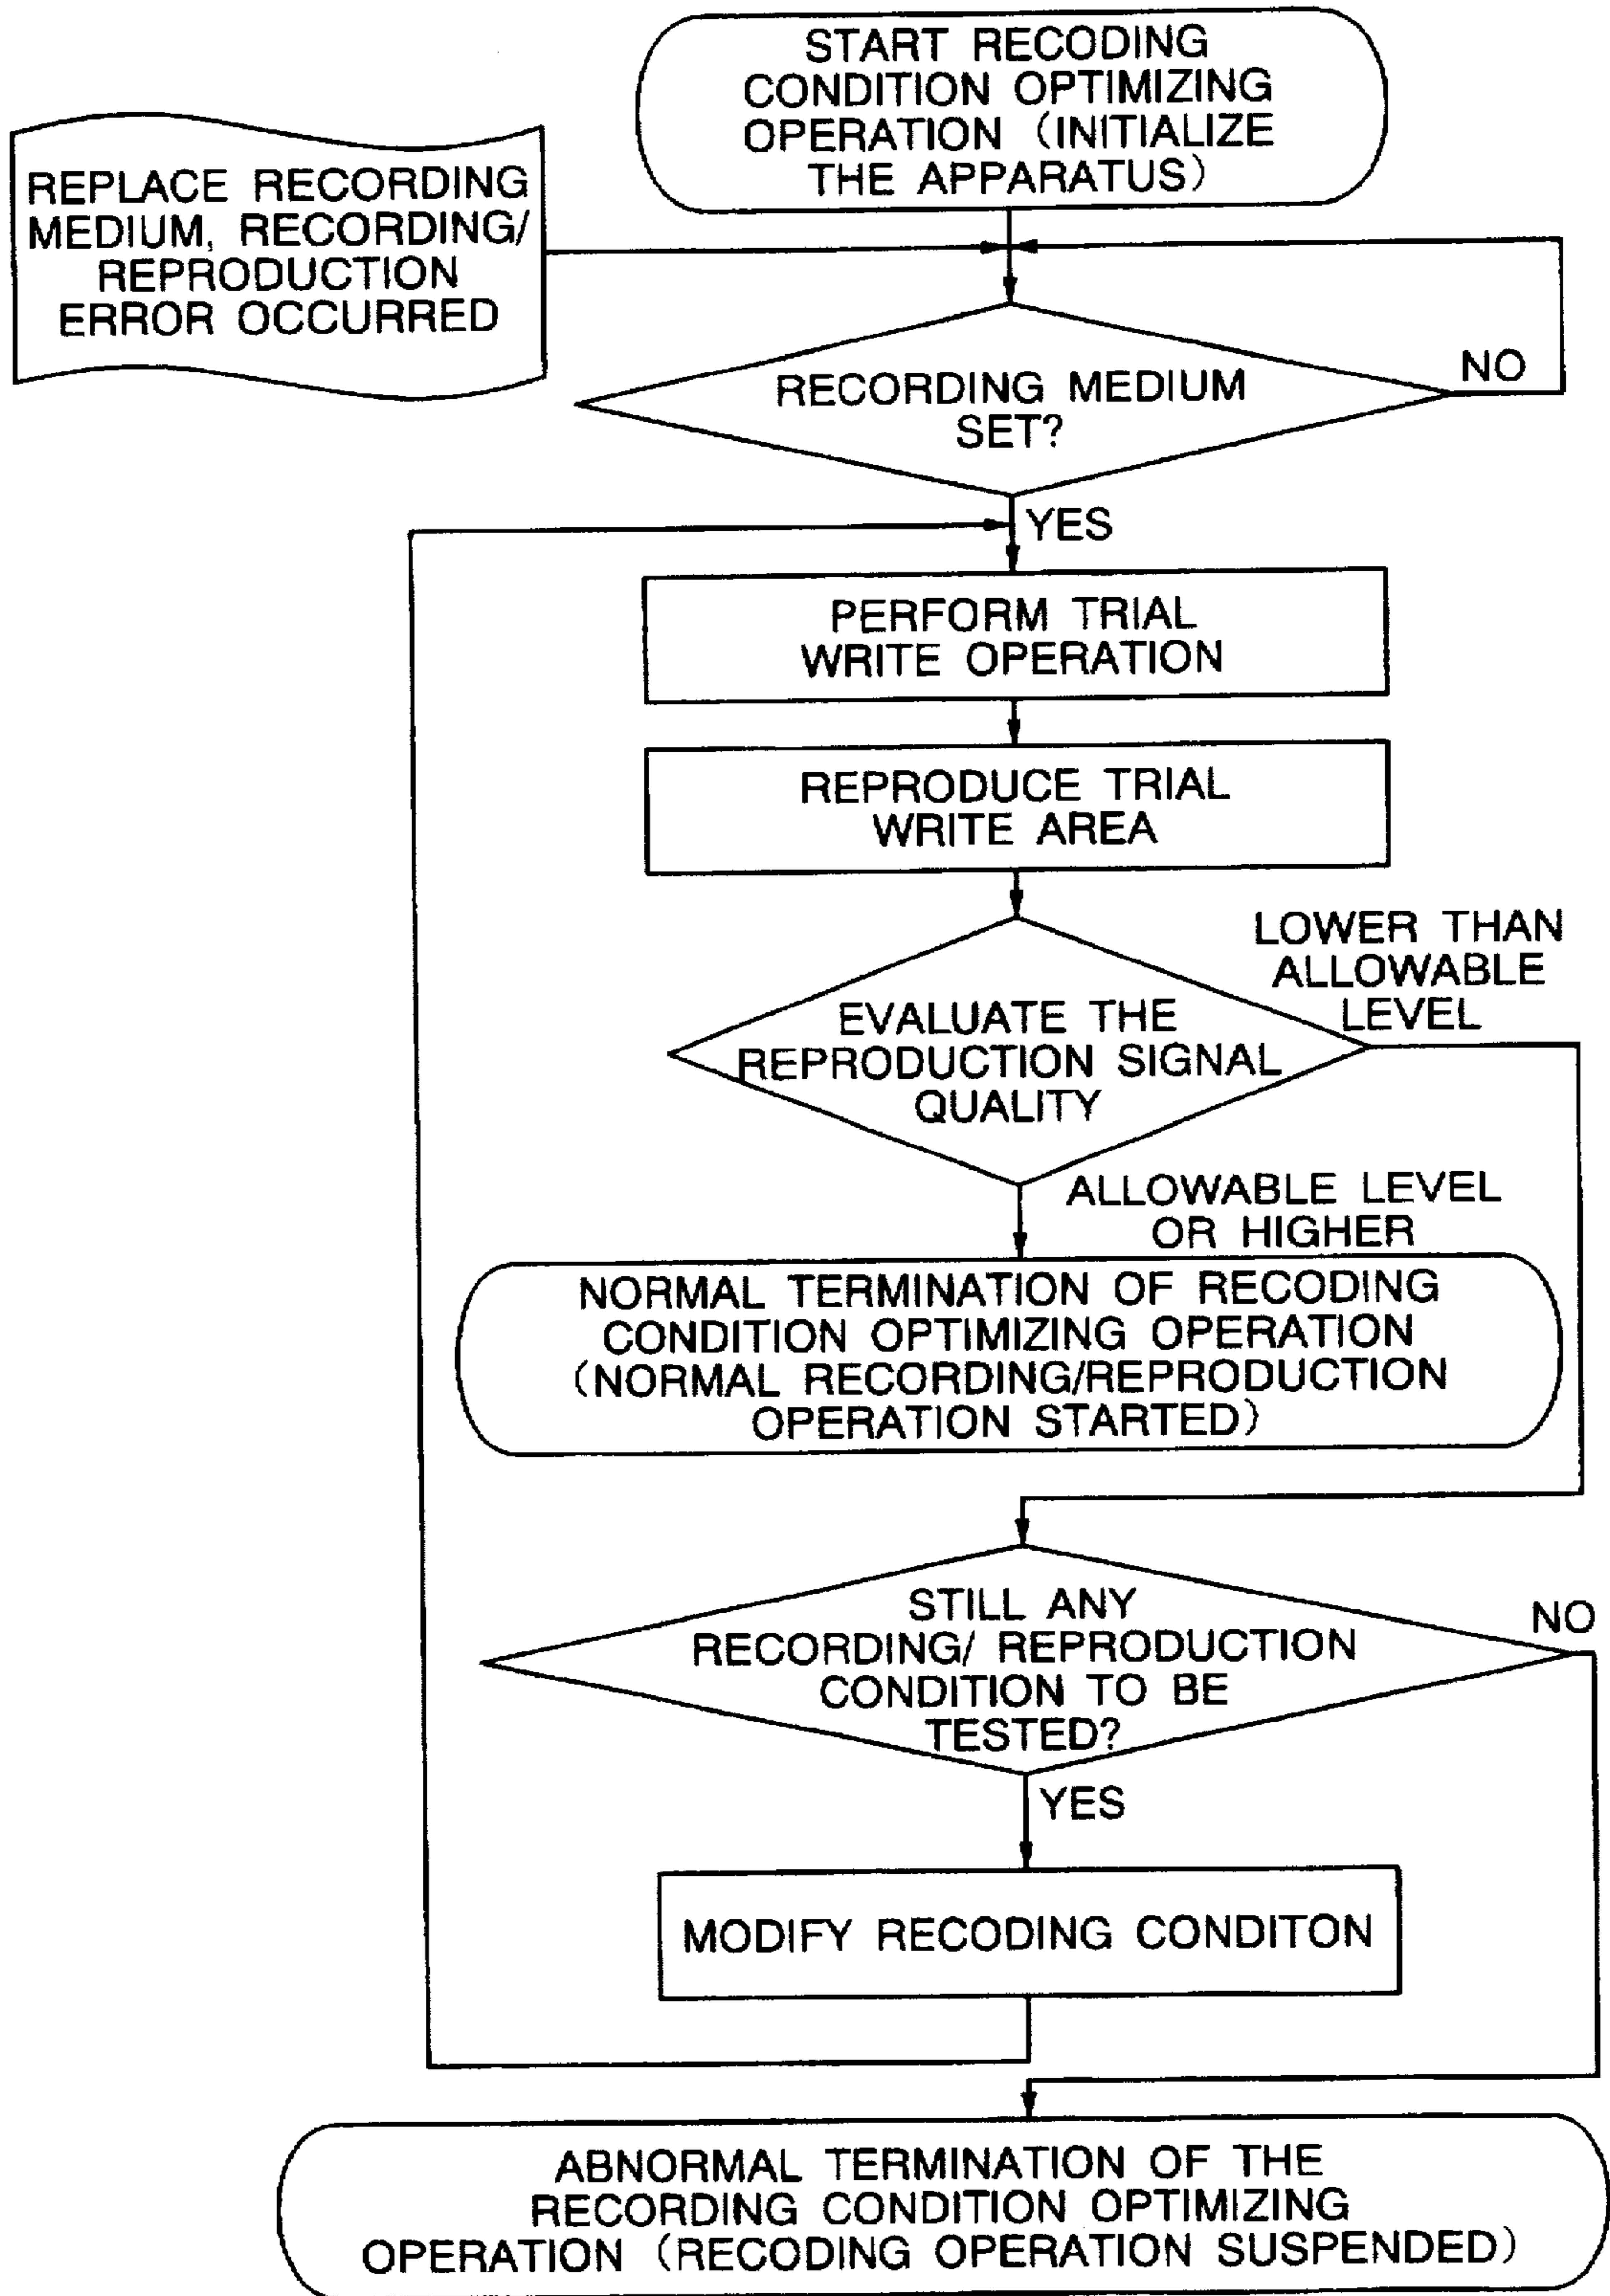 START RECODING
CONDITION OPTIMIZING
OPERATION (INITIALIZE
THE APPARATUS)
REPLACE RECORDING
MEDIUM, RECORDING/
REPRODUCTION
ERROR OCCURRED
RECORDING MEDIUM
SET?
NO
YES
PERFORM TRIAL
WRITE OPERATION
REPRODUCE TRIAL
WRITE AREA
LOWER THAN
ALLOWABLE
LEVEL
EVALUATE THE
REPRODUCTION SIGNAL
QUALITY
ALLOWABLE LEVEL
OR HIGHER
NORMAL TERMINATION OF RECODING
CONDITION OPTIMIZING OPERATION
(NORMAL RECORDING/REPRODUCTION
OPERATION STARTED)
STILL ANY
RECORDING/ REPRODUCTION
CONDITION TO BE
TESTED?
NO
YES
MODIFY RECODING CONDITON
ABNORMAL TERMINATION OF THE
RECORDING CONDITION OPTIMIZING
OPERATION (RECODING OPERATION SUSPENDED)